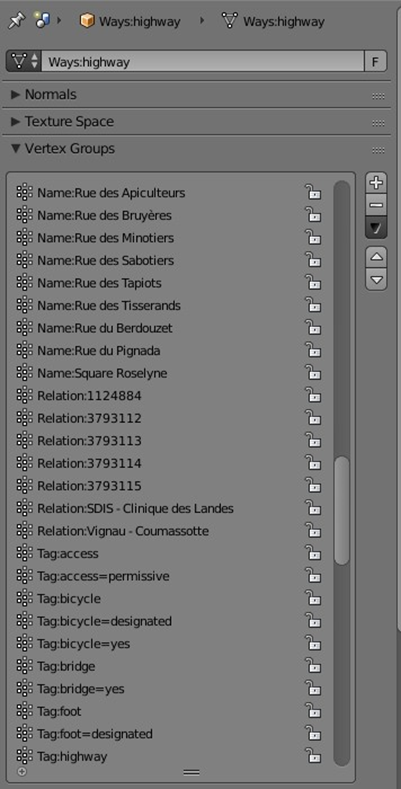 Ways:highway Ways:highway
Ways:highway F
Normals
Texture Space
Vertex Groups
Name:Rue des Apiculteurs
Name:Rue des Bruyères
Name:Rue des Minotiers
Name:Rue des Sabotiers
Name:Rue des Tapiots
Name:Rue des Tisserands
Name:Rue du Berdouzet
Name:Rue du Pignada
Name:Square Roselyne
Relation:1124884
Relation:3793112
Relation:3793113
Relation:3793114
Relation:3793115
Relation:SDIS - Clinique des Landes
Relation:Vignau - Coumassotte
Tag:access
Tag:access=permissive
Tag:bicycle
Tag:bicycle=designated
Tag:bicycle=yes
Tag:bridge
Tag:bridge=yes
Tag:foot
Tag:foot=designated
Tag:highway